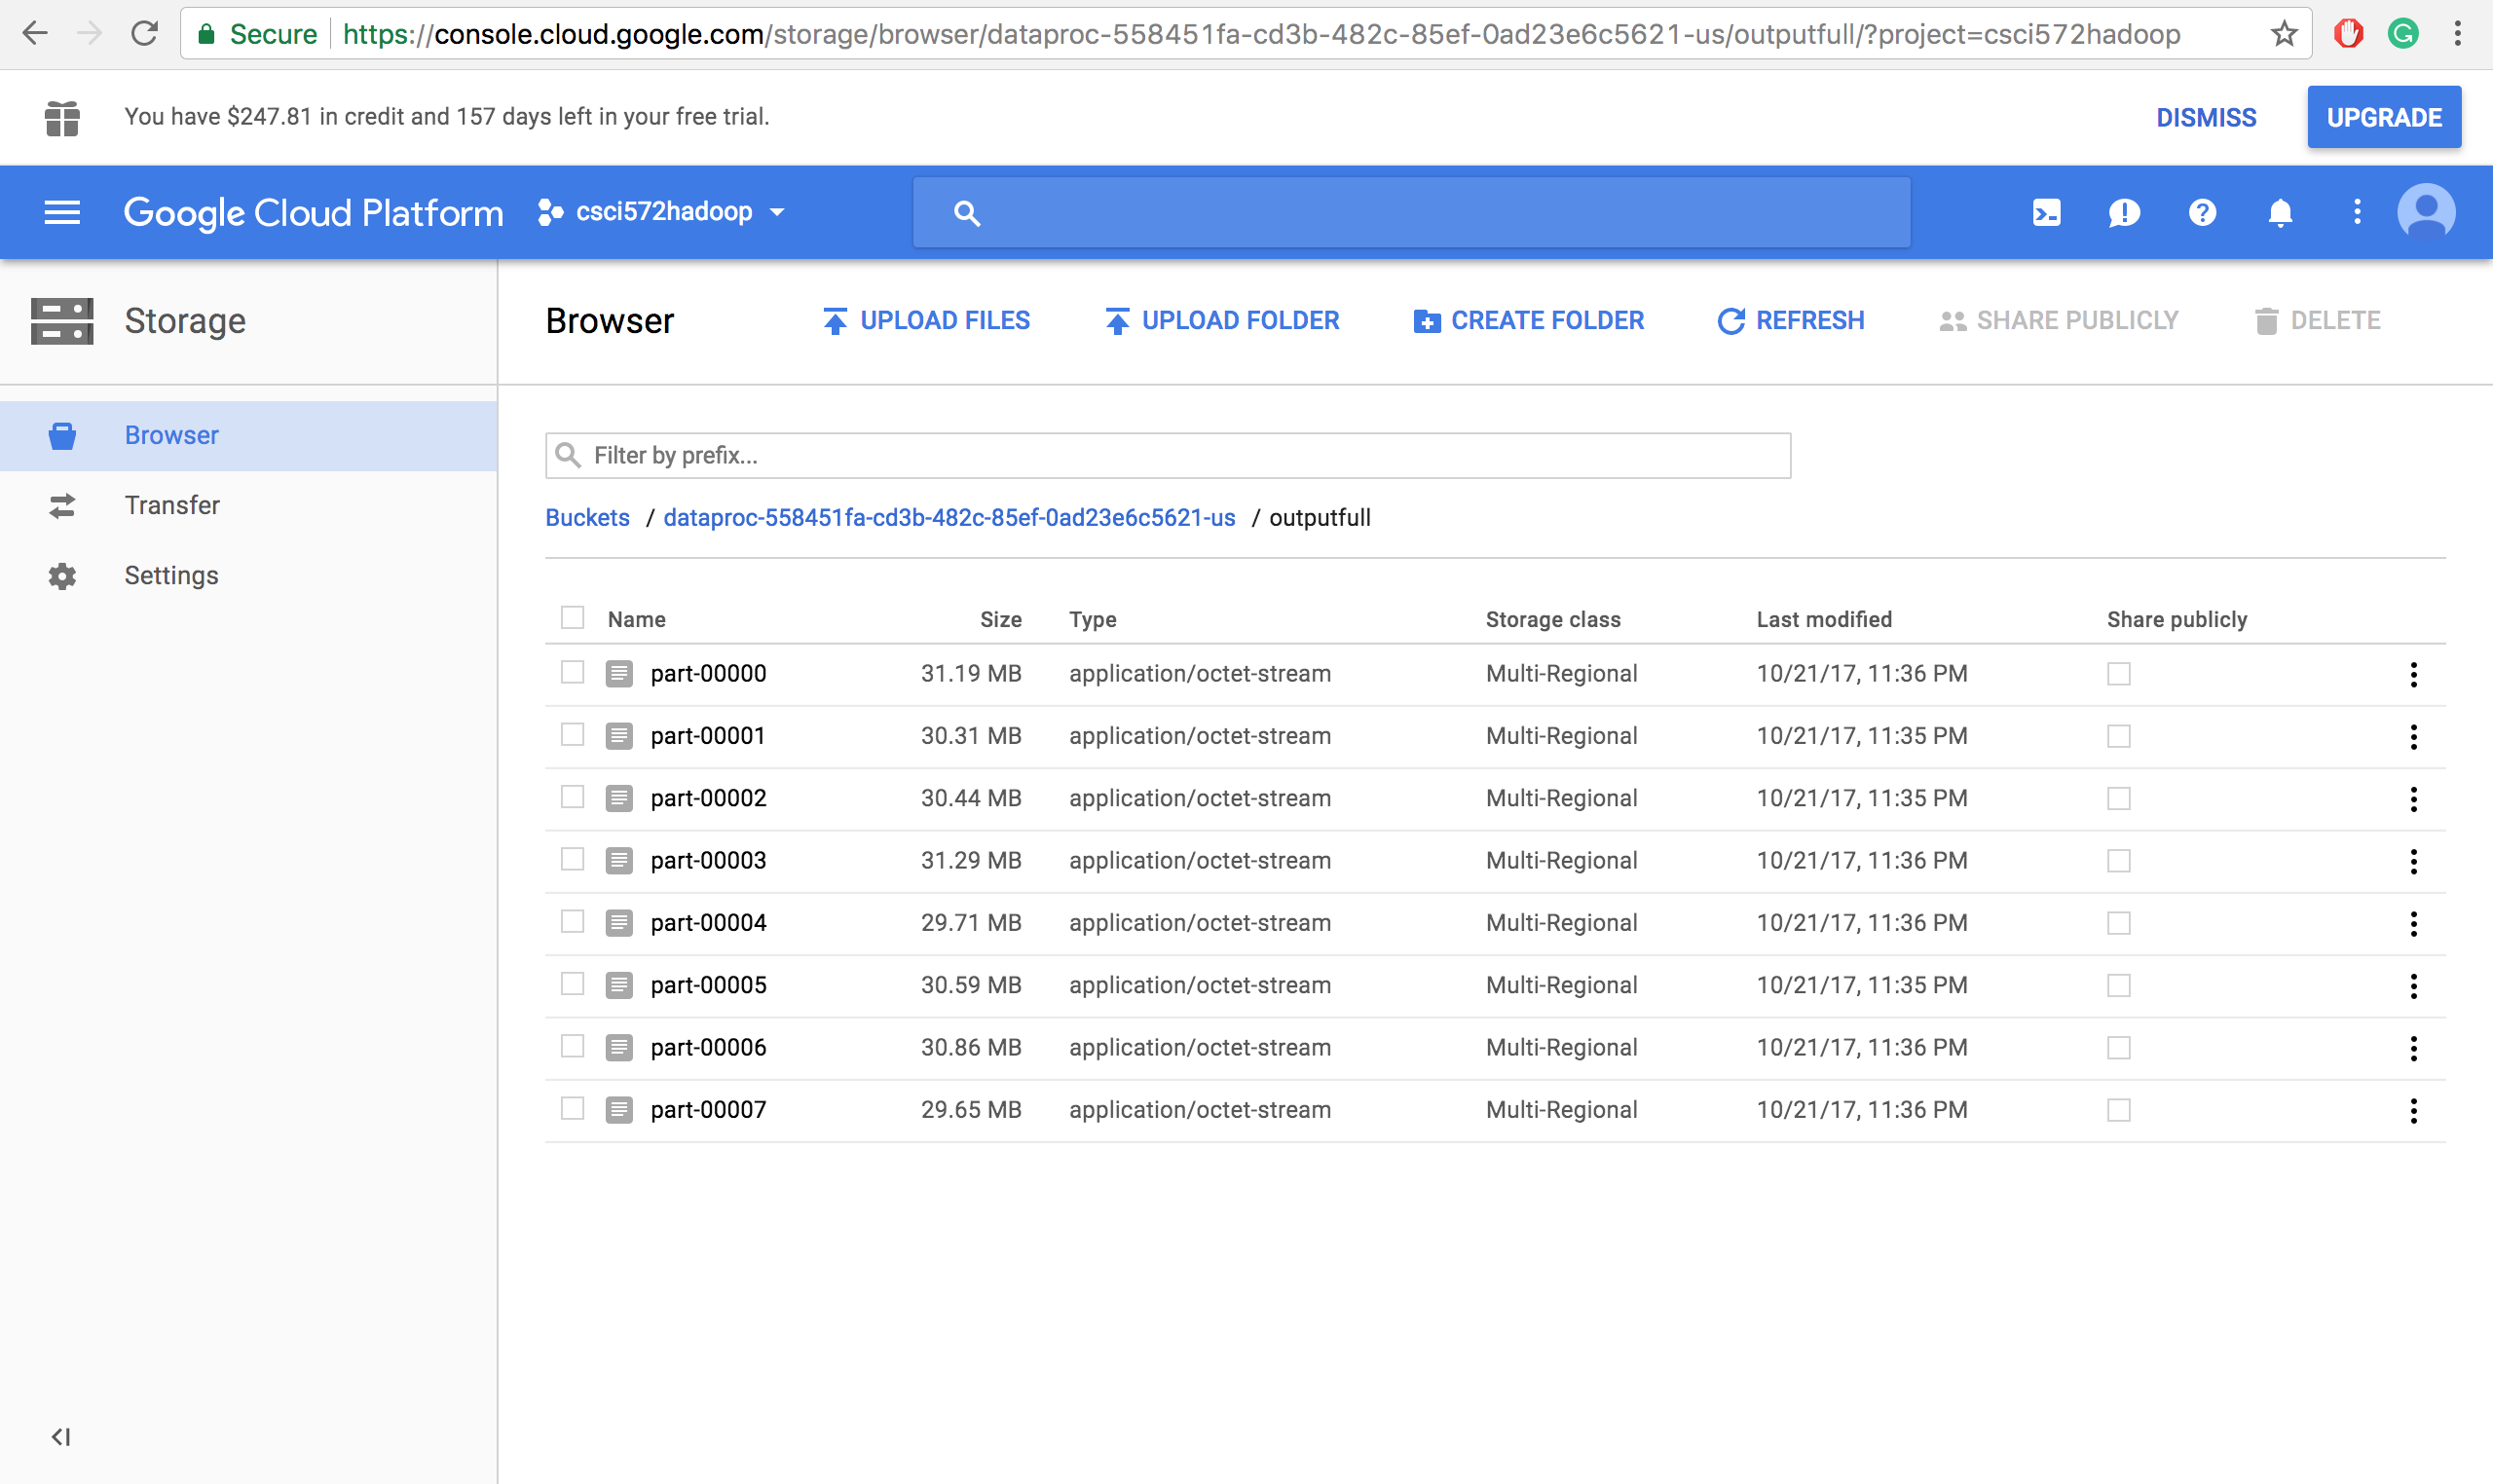 Secure https://console.cloud.google.com/storage/browser/dataproc-558451fa-cd3b-482c-85ef-0ad23e6c5621-us/outputfull/?project=csci572hadoop
You have $247.81 in credit and 157 days left in your free trial. DISMISS UPGRADE
Google Cloud Platform csci572hadoop
Storage Browser UPLOAD FILES UPLOAD FOLDER CREATE FOLDER REFRESH SHARE PUBLICLY DELETE
Browser
Transfer
Settings
Filter by prefix...
Buckets / dataproc-558451fa-cd3b-482c-85ef-0ad23e6c5621-us / outputfull
Name Size Type Storage class Last modified Share publicly
part-00000 31.19 MB application/octet-stream Multi-Regional 10/21/17, 11:36 PM
part-00001 30.31 MB application/octet-stream Multi-Regional 10/21/17, 11:35 PM
part-00002 30.44 MB application/octet-stream Multi-Regional 10/21/17, 11:35 PM
part-00003 31.29 MB application/octet-stream Multi-Regional 10/21/17, 11:36 PM
part-00004 29.71 MB application/octet-stream Multi-Regional 10/21/17, 11:36 PM
part-00005 30.59 MB application/octet-stream Multi-Regional 10/21/17, 11:35 PM
part-00006 30.86 MB application/octet-stream Multi-Regional 10/21/17, 11:36 PM
part-00007 29.65 MB application/octet-stream Multi-Regional 10/21/17, 11:36 PM